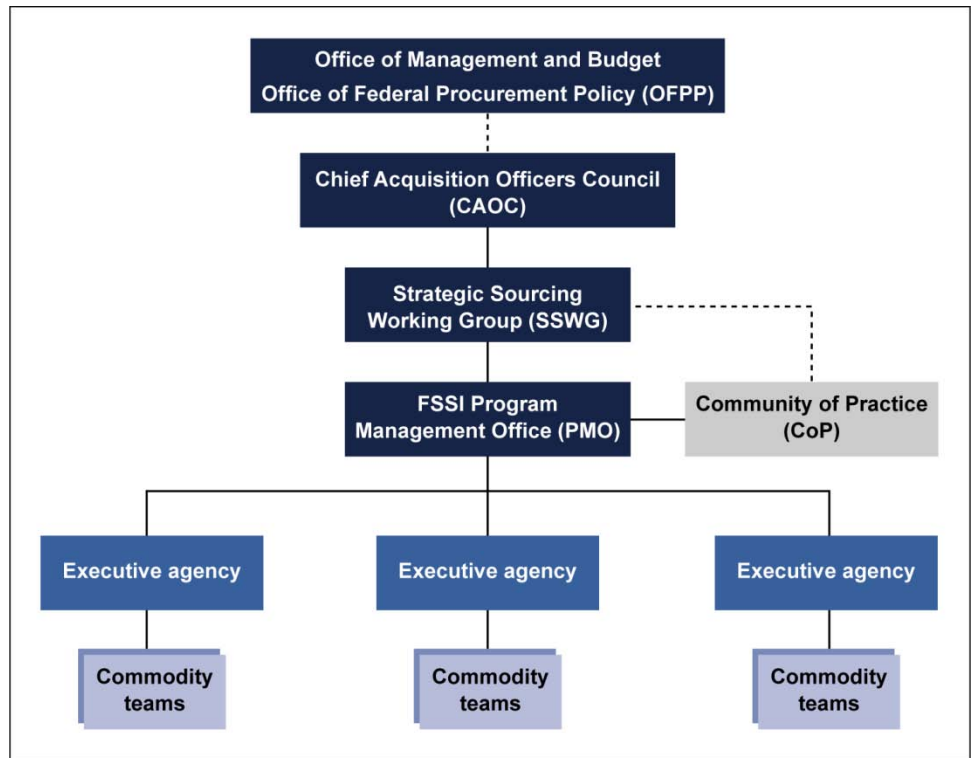 Office of Management and Budget
Office of Federal Procurement Policy (OFPP)
Chief Acquisition Officers Council
(CAOC)
Strategic Sourcing
Working Group (SSWG)
FSSI Program
Management Office (PMO)
Community of Practice
(CoP)
Executive agency
Executive agency
Executive agency
Commodity
teams
Commodity
teams
Commodity
teams